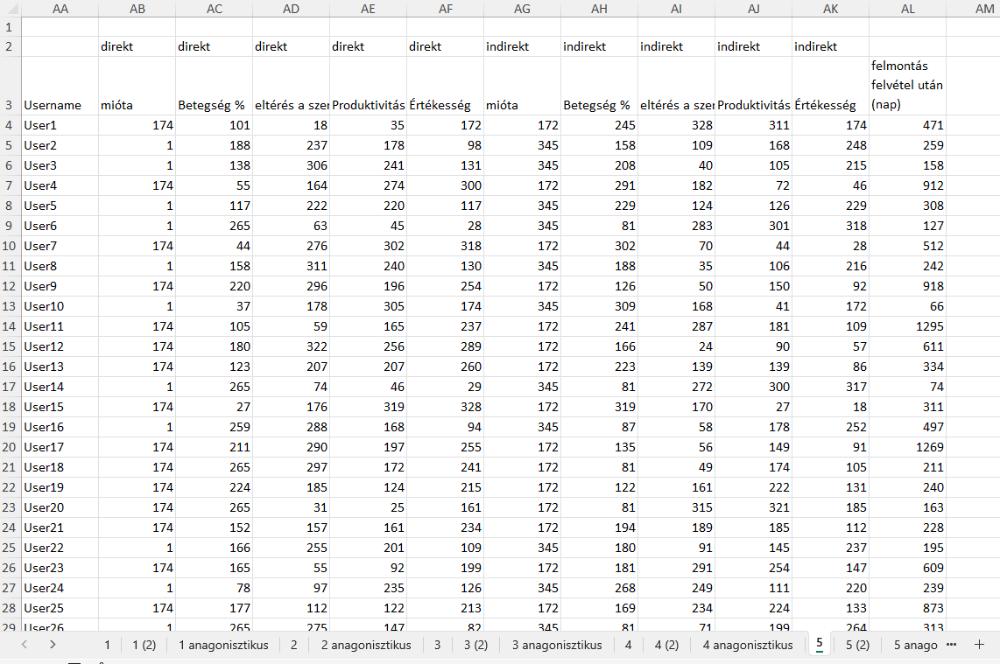 AA AB AC AD AE AF AG AH AI AJ AK AL AM
1
2 direkt direkt direkt direkt direkt indirekt indirekt indirekt indirekt indirekt
felmontás
felvétel után
3 Username mióta Betegség % eltérés a szer Produktivitás Értékesség mióta Betegség % eltérés a szer Produktivitás Értékesség (nap)
4 User1 174 101 18 35 172 172 245 328 311 174 471
5 User2 1 188 237 178 98 345 158 109 168 248 259
6 User3 1 138 306 241 131 345 208 40 105 215 158
7 User4 174 55 164 274 300 172 291 182 72 46 912
8 User5 1 117 222 220 117 345 229 124 126 229 308
9 User6 1 265 63 45 28 345 81 283 301 318 127
10 User7 174 44 276 302 318 172 302 70 44 28 512
11 User8 1 158 311 240 130 345 188 35 106 216 242
12 User9 174 220 296 196 254 172 126 50 150 92 918
13 User10 1 37 178 305 174 345 309 168 41 172 66
14 User11 174 105 59 165 237 172 241 287 181 109 1295
15 User12 174 180 322 256 289 172 166 24 90 57 611
16 User13 174 123 207 207 260 172 223 139 139 86 334
17 User14 1 265 74 46 29 345 81 272 300 317 74
18 User15 174 27 176 319 328 172 319 170 27 18 311
19 User16 1 259 288 168 94 345 87 58 178 252 497
20 User17 174 211 290 197 255 172 135 56 149 91 1269
21 User18 174 265 297 172 241 172 81 49 174 105 211
22 User19 174 224 185 124 215 172 122 161 222 131 240
23 User20 174 265 31 25 161 172 81 315 321 185 163
24 User21 174 152 157 161 234 172 194 189 185 112 228
25 User22 1 166 255 201 109 345 180 91 145 237 195
26 User23 174 165 55 92 199 172 181 291 254 147 609
27 User24 1 78 97 235 126 345 268 249 111 220 239
28 User25 174 177 112 122 213 172 169 234 224 133 873
29 User26 1 265 275 147 82 345 81 71 199 264 313
1 1 (2) 1 anagonisztikus 2 2 anagonisztikus 3 3 (2) 3 anagonisztikus 4 4 (2) 4 anagonisztikus 5 5 (2) 5 anago ···